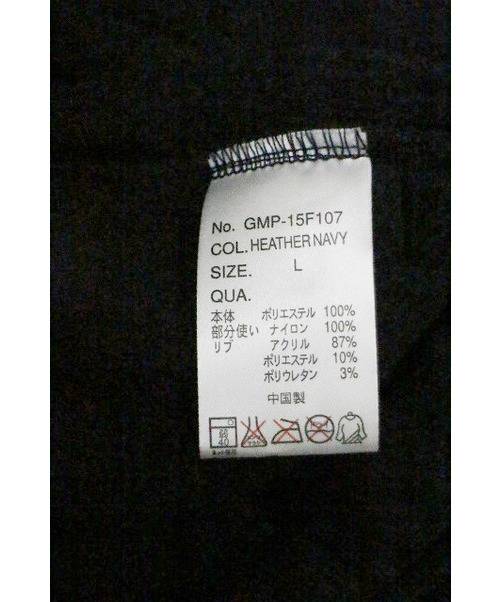 No. GMP-15F107
COL. HEATHER NAVY
SIZE. L
QUA.
本体 ポリエステル 100%
部分使い ナイロン 100%
リブ アクリル 87%
ポリエステル 10%
ポリウレタン 3%
中国製
40